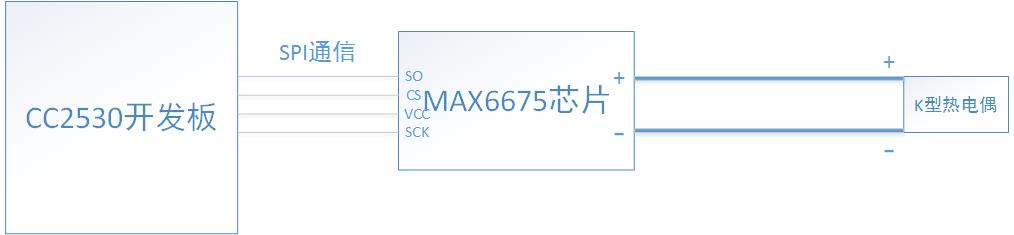 SPI通信
CC2530开发板
SO
CS
VCC
SCK
MAX6675芯片
+
-
+
-
K型热电偶